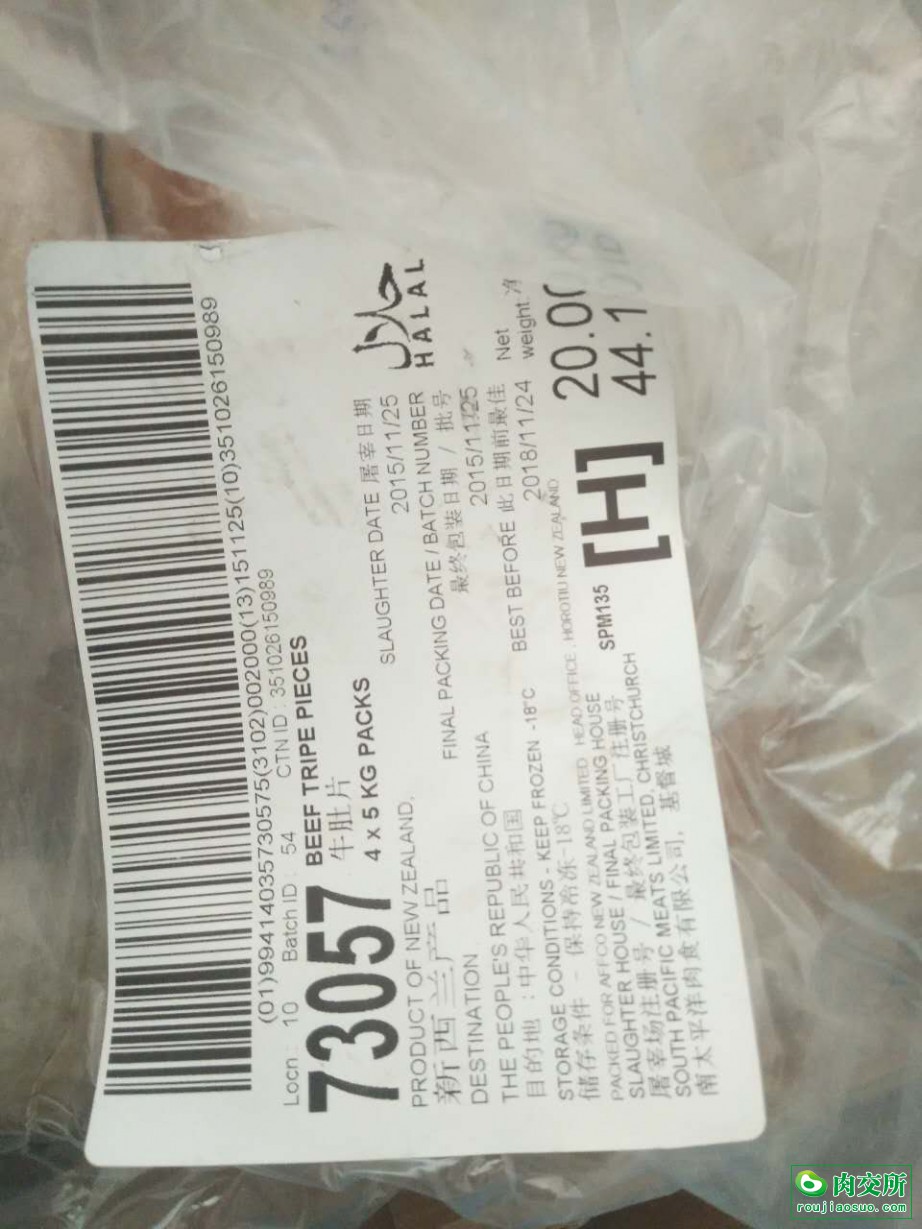 (01)99414035730575(3102)002000(13)151125(10)351026150989
Locn : 10 Batch ID : 54 CTN ID : 351026150989
73057 BEEF TRIPE PIECES
牛肚片
4 x 5 KG PACKS
حلال
HALAL
PRODUCT OF NEW ZEALAND,
新西兰产品
SLAUGHTER DATE 屠宰日期
2015/11/25
FINAL PACKING DATE / BATCH NUMBER
最终包装日期 / 批号
2015/11/25
DESTINATION
THE PEOPLE'S REPUBLIC OF CHINA
目的地 : 中华人民共和国
BEST BEFORE 此日期前最佳
2018/11/24
Net
weight 净
20.0
44.1
STORAGE CONDITIONS - KEEP FROZEN -18°C
储存条件 - 保持冷冻-18℃
PACKED FOR AFFCO NEW ZEALAND LIMITED HEAD OFFICE, HOROTIU NEW ZEALAND
SLAUGHTER HOUSE / FINAL PACKING HOUSE SPM135
屠宰场注册号 / 最终包装工厂注册号
[H]
SOUTH PACIFIC MEATS LIMITED, CHRISTCHURCH
南太平洋肉食有限公司, 基督城
肉交所
roujiaosuo.com